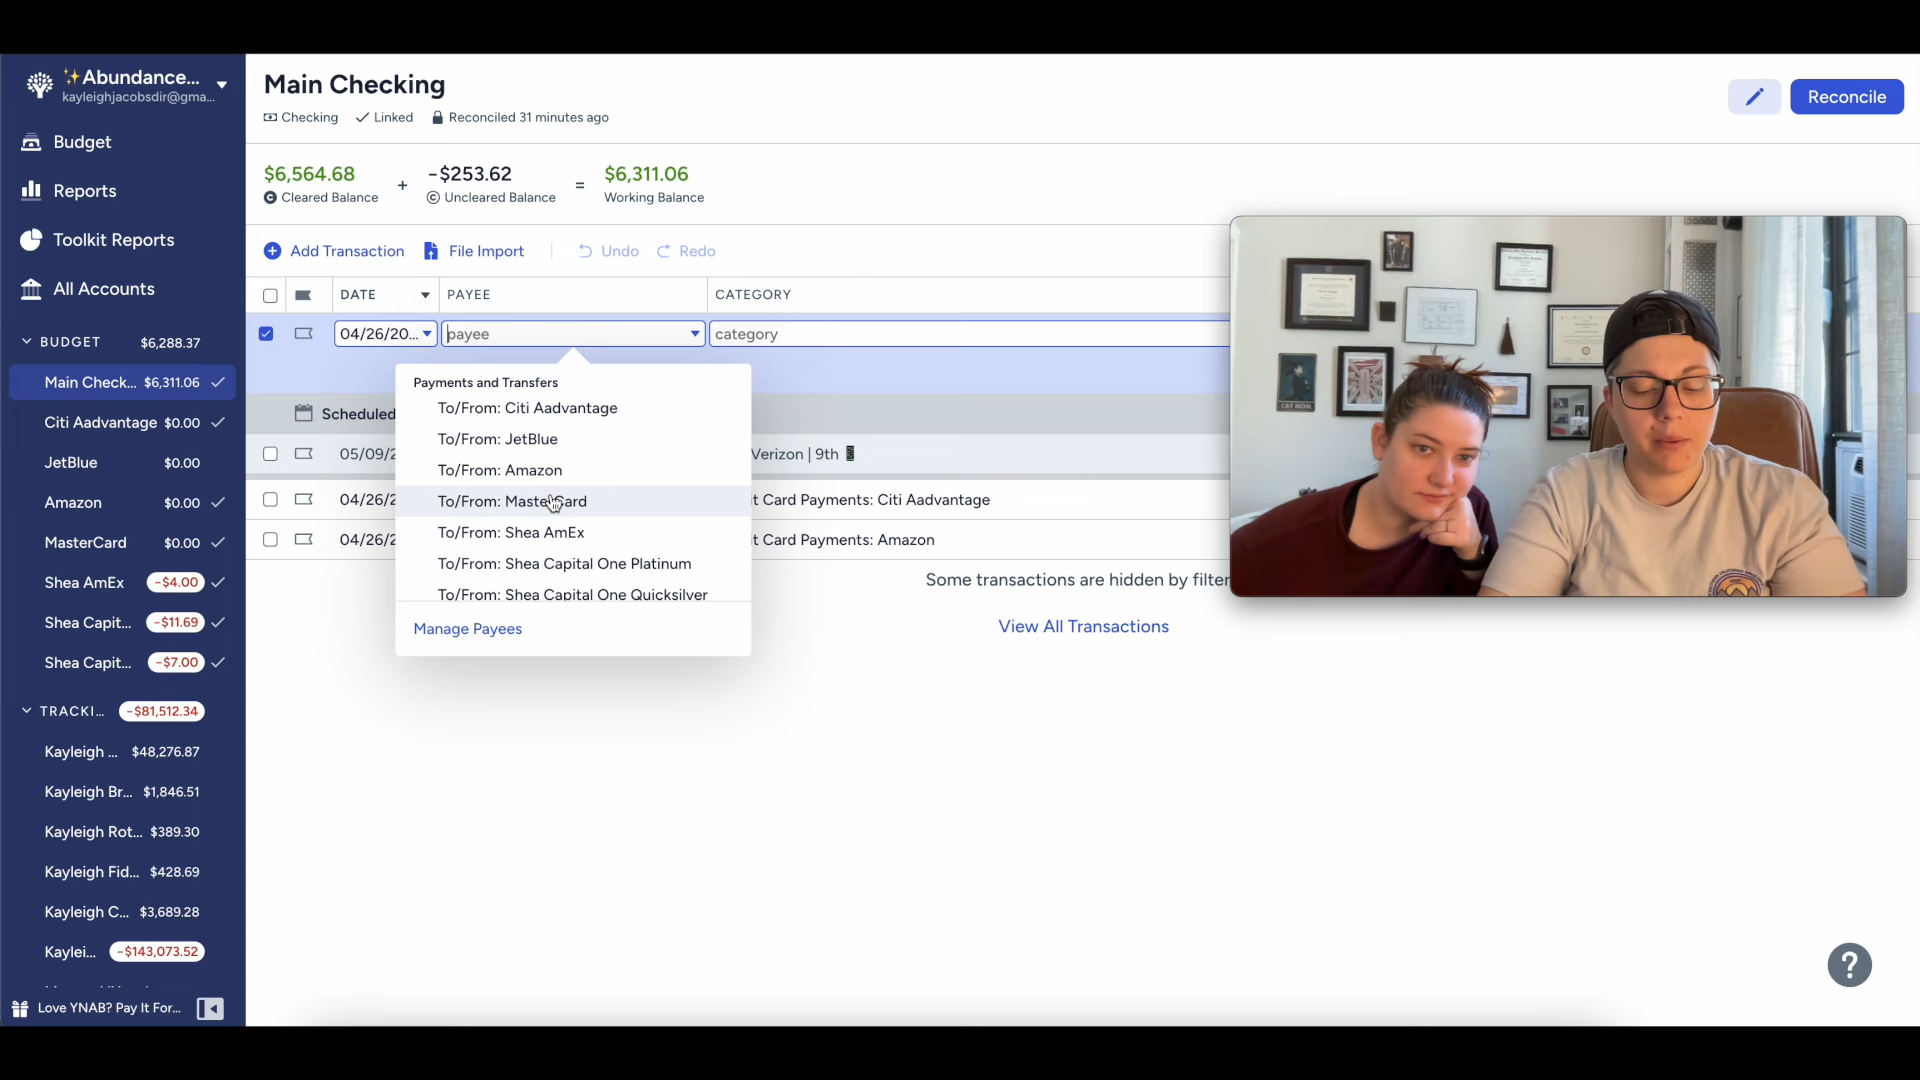 ✨Abundance...
kayleighjacobsdir@gma...
Budget
Reports
Toolkit Reports
All Accounts
BUDGET $6,288.37
Main Check... $6,311.06
Citi Aadvantage $0.00
JetBlue $0.00
Amazon $0.00
MasterCard $0.00
Shea AmEx -$4.00
Shea Capit... -$11.69
Shea Capit... -$7.00
TRACKI... -$81,512.34
Kayleigh ... $48,276.87
Kayleigh Br... $1,846.51
Kayleigh Rot... $389.30
Kayleigh Fid... $428.69
Kayleigh C... $3,689.28
Kaylei... -$143,073.52
Love YNAB? Pay It For...
Main Checking
Checking Linked Reconciled 31 minutes ago
Reconcile
$6,564.68 + -$253.62 = $6,311.06
Cleared Balance Uncleared Balance Working Balance
Add Transaction File Import Undo Redo
DATE PAYEE CATEGORY
04/26/20... payee category
Scheduled
05/09/2 Verizon | 9th
04/26/2 t Card Payments: Citi Aadvantage
04/26/2 t Card Payments: Amazon
Payments and Transfers
To/From: Citi Aadvantage
To/From: JetBlue
To/From: Amazon
To/From: MasterCard
To/From: Shea AmEx
To/From: Shea Capital One Platinum
To/From: Shea Capital One Quicksilver
Manage Payees
Some transactions are hidden by filter
View All Transactions
CAT MOM
?